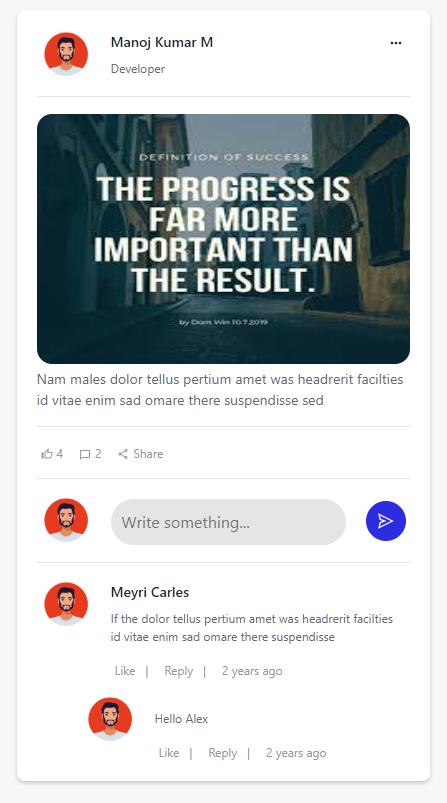 Manoj Kumar M
Developer
DEFINITION OF SUCCESS
THE PROGRESS IS
FAR MORE
IMPORTANT THAN
THE RESULT.
by Dom Win 10.7.2019
Nam males dolor tellus pertium amet was headrerit facilties
id vitae enim sad omare there suspendisse sed
4 2 Share
Write something...
Meyri Carles
If the dolor tellus pertium amet was headrerit facilties
id vitae enim sad omare there suspendisse
Like | Reply | 2 years ago
Hello Alex
Like | Reply | 2 years ago